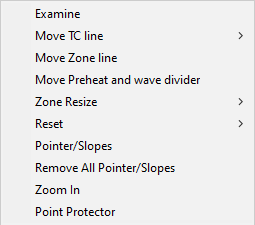 Examine
Move TC line
Move Zone line
Move Preheat and wave divider
Zone Resize
Reset
Pointer/Slopes
Remove All Pointer/Slopes
Zoom In
Point Protector